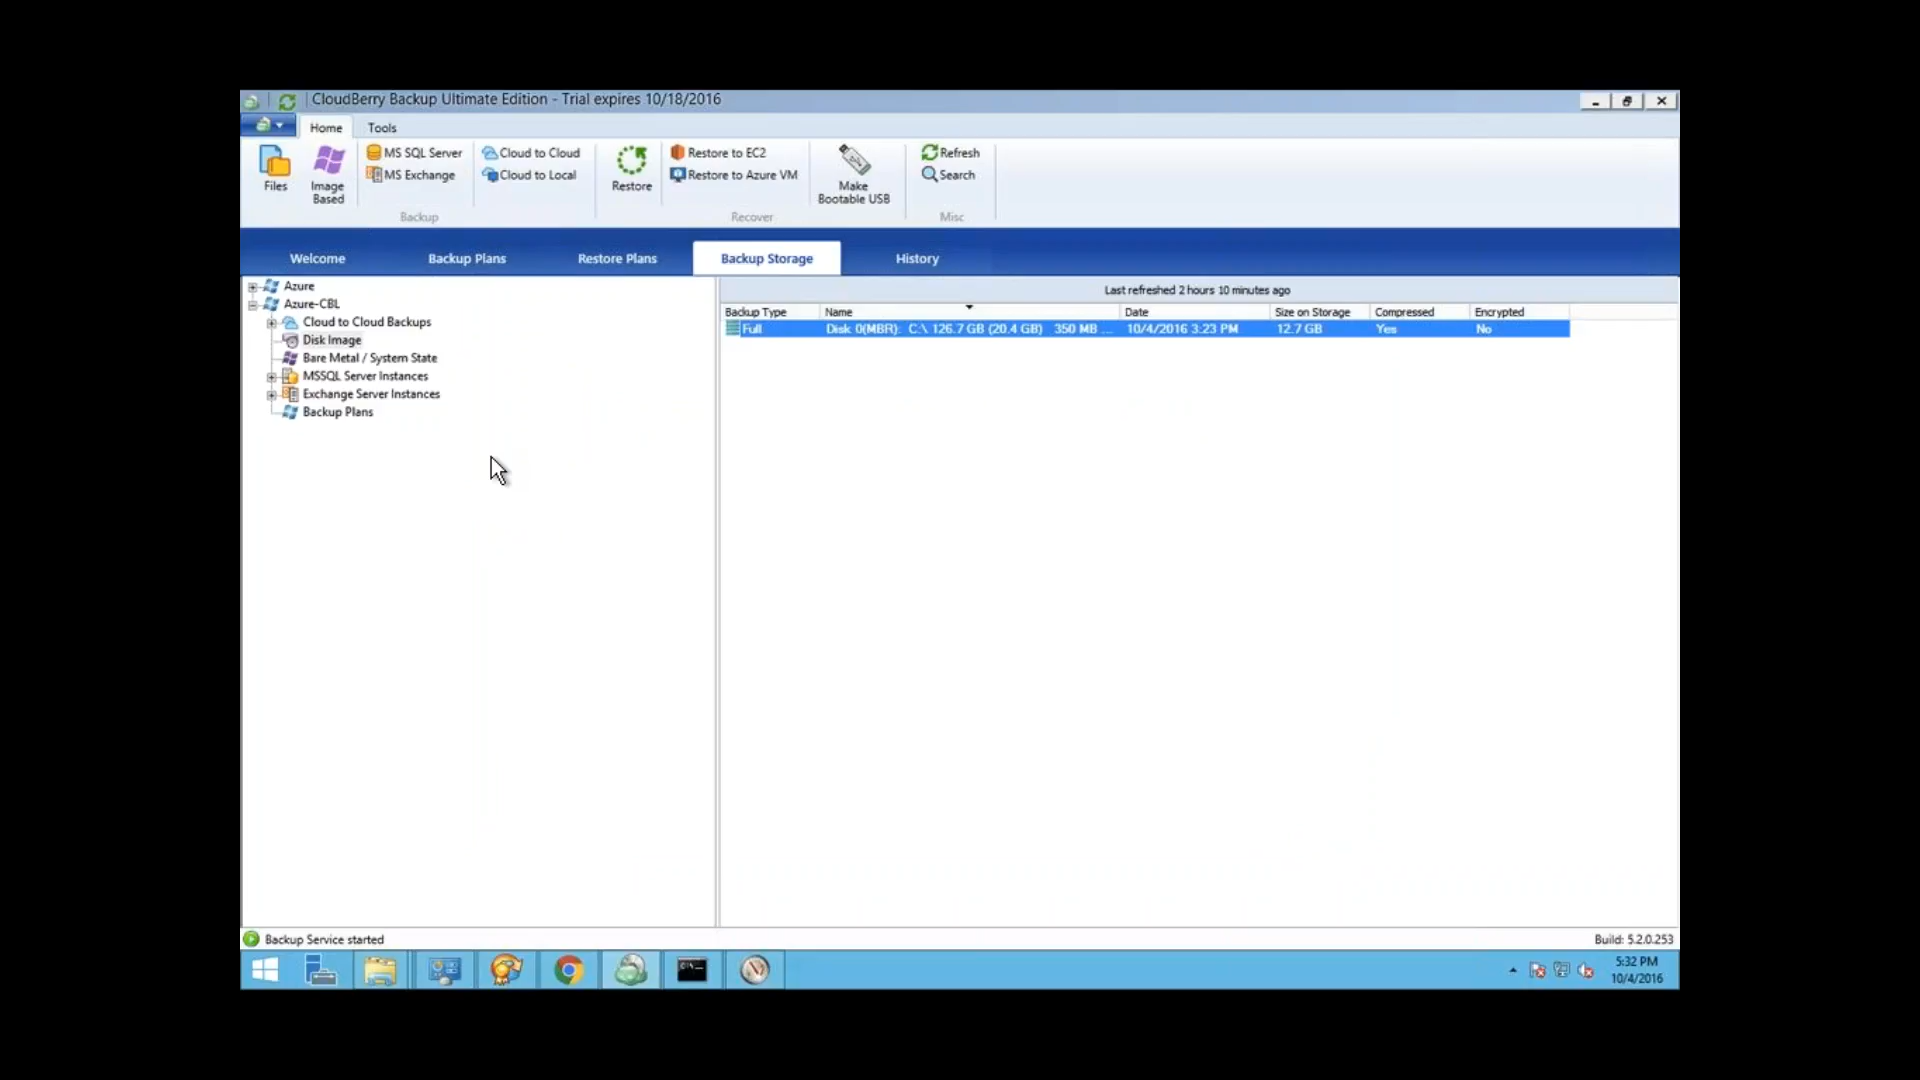 CloudBerry Backup Ultimate Edition - Trial expires 10/18/2016
Home Tools
Files
Image Based
MS SQL Server
MS Exchange
Backup
Cloud to Cloud
Cloud to Local
Restore
Restore to EC2
Restore to Azure VM
Recover
Make Bootable USB
Refresh
Search
Misc
Welcome Backup Plans Restore Plans Backup Storage History
Azure
Azure-CBL
Cloud to Cloud Backups
Disk Image
Bare Metal / System State
MSSQL Server Instances
Exchange Server Instances
Backup Plans
Last refreshed 2 hours 10 minutes ago
Backup Type Name Date Size on Storage Compressed Encrypted
Full Disk 0(MBR): C:\ 126.7 GB (20.4 GB) 350 MB ... 10/4/2016 3:23 PM 12.7 GB Yes No
Backup Service started
Build: 5.2.0.253
5:32 PM
10/4/2016